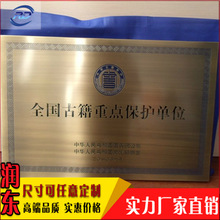 全国古籍重点保护单位
润东
尺寸可任意定制
高端品质 实惠价格
实力厂家直销